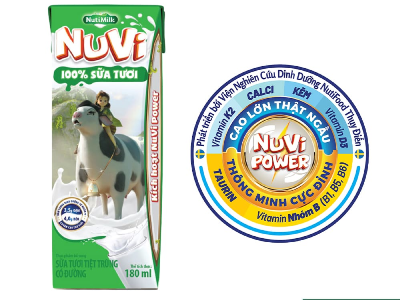 NutiMilk
NuVi
100% SỮA TƯƠI
Kích hoạt NuVi Power
SỮA TƯƠI TIỆT TRÙNG
CÓ ĐƯỜNG
180 ml
Phát triển bởi Viện Nghiên Cứu Dinh Dưỡng NutiFood Thụy Điển
Vitamin K2
CALCI
KẼM
Vitamin D3
CAO LỚN THẬT NGẦU
NuVi
POWER
THÔNG MINH CỰC ĐỈNH
TAURIN
Vitamin Nhóm B (B1, B5, B6)